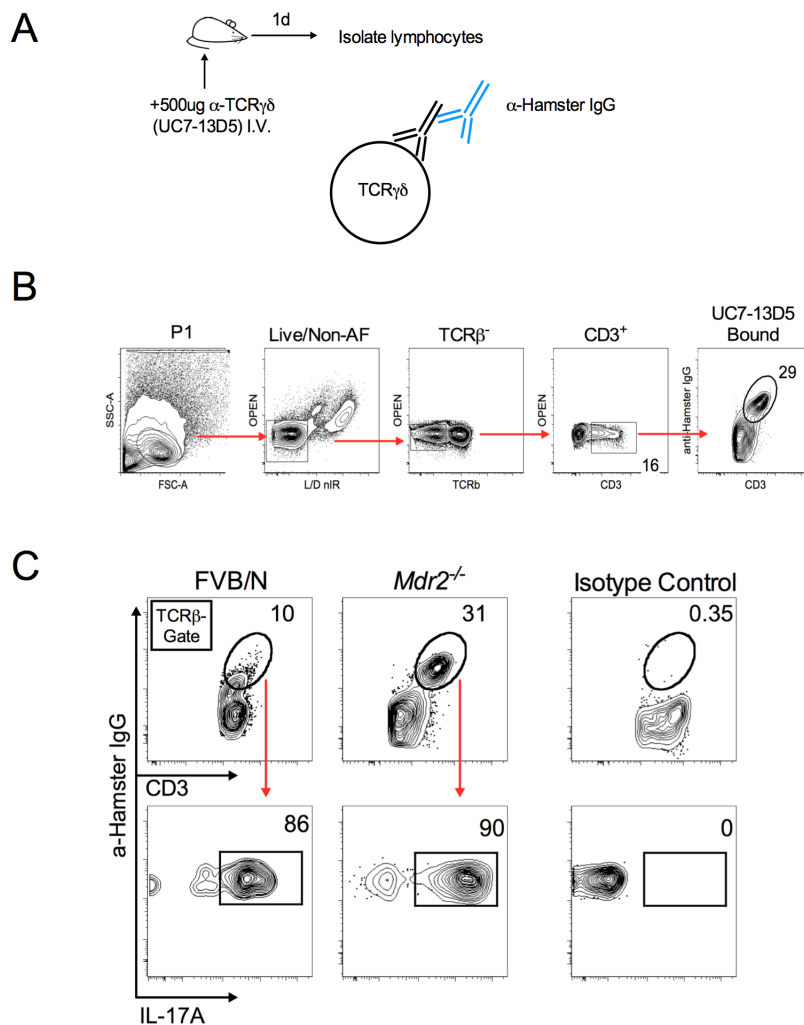 A
1d
Isolate lymphocytes
+500ug α-TCRγδ
(UC7-13D5) I.V.
α-Hamster IgG
TCRγδ
B
P1
Live/Non-AF
TCRβ-
CD3+
UC7-13D5
Bound
SSC-A
FSC-A
OPEN
L/D nIR
OPEN
TCRb
OPEN
16
CD3
anti-Hamster IgG
29
CD3
C
FVB/N
Mdr2-/-
Isotype Control
TCRβ-
Gate
10
31
0.35
a-Hamster IgG
CD3
86
90
0
IL-17A